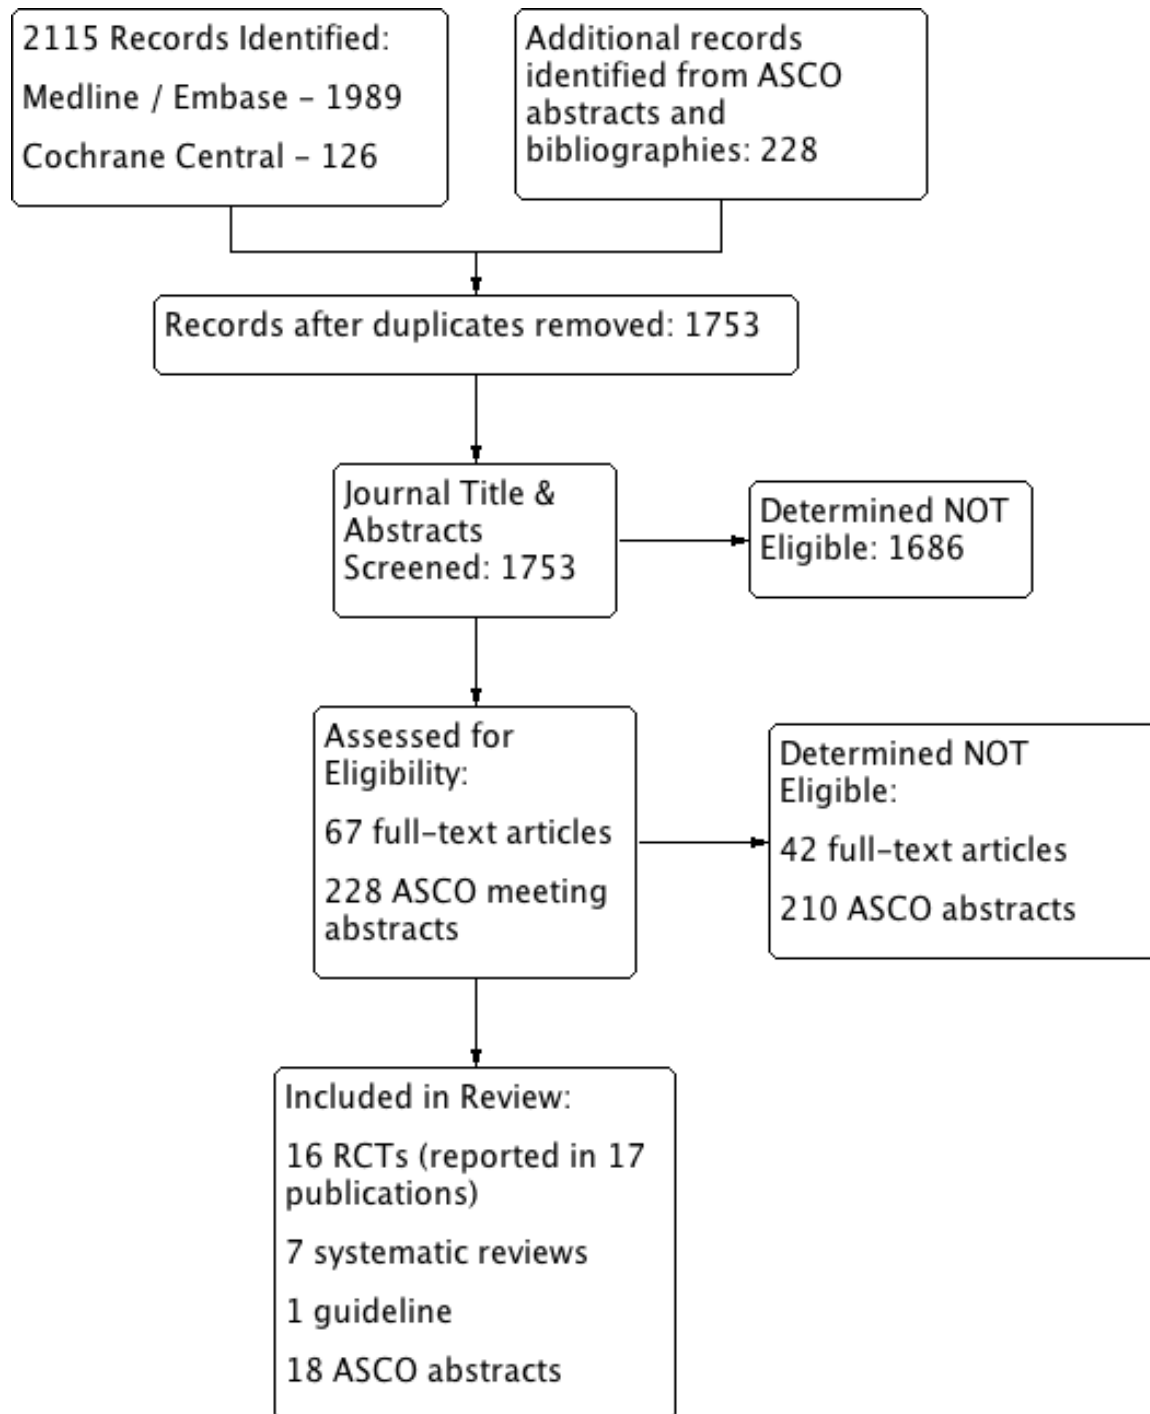 2115 Records Identified:
Medline / Embase – 1989
Cochrane Central – 126
Additional records
identified from ASCO
abstracts and
bibliographies: 228
Records after duplicates removed: 1753
Journal Title &
Abstracts
Screened: 1753
Determined NOT
Eligible: 1686
Assessed for
Eligibility:
67 full–text articles
228 ASCO meeting
abstracts
Determined NOT
Eligible:
42 full–text articles
210 ASCO abstracts
Included in Review:
16 RCTs (reported in 17
publications)
7 systematic reviews
1 guideline
18 ASCO abstracts